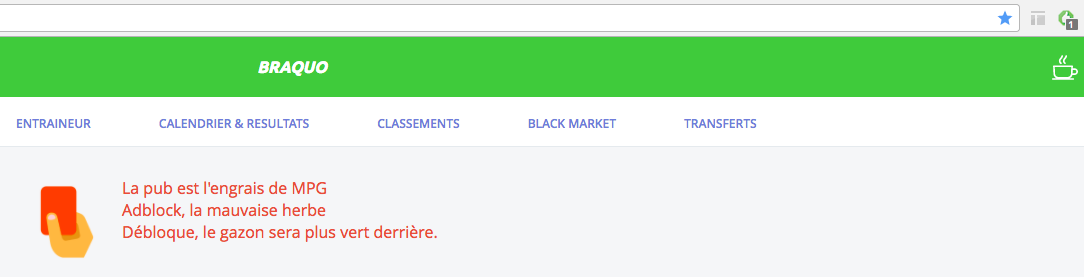 1
BRAQUO
ENTRAINEUR CALENDRIER & RESULTATS CLASSEMENTS BLACK MARKET TRANSFERTS
La pub est l'engrais de MPG
Adblock, la mauvaise herbe
Débloque, le gazon sera plus vert derrière.